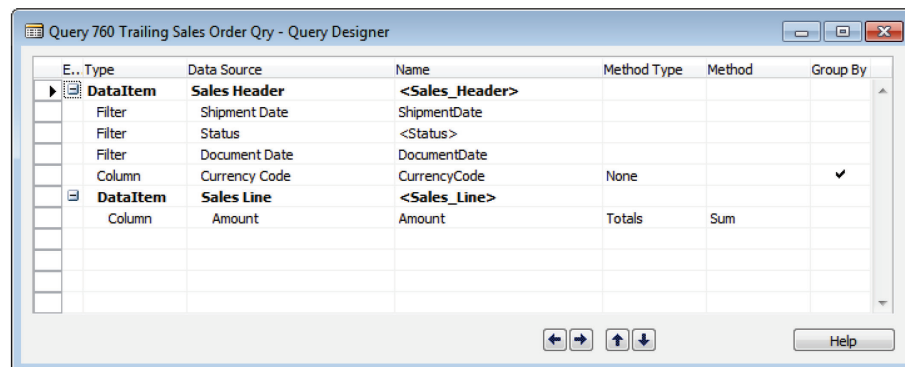 Query 760 Trailing Sales Order Qry - Query Designer
E.. Type Data Source Name Method Type Method Group By
DataItem Sales Header <Sales_Header>
Filter Shipment Date ShipmentDate
Filter Status <Status>
Filter Document Date DocumentDate
Column Currency Code CurrencyCode None
DataItem Sales Line <Sales_Line>
Column Amount Amount Totals Sum
Help